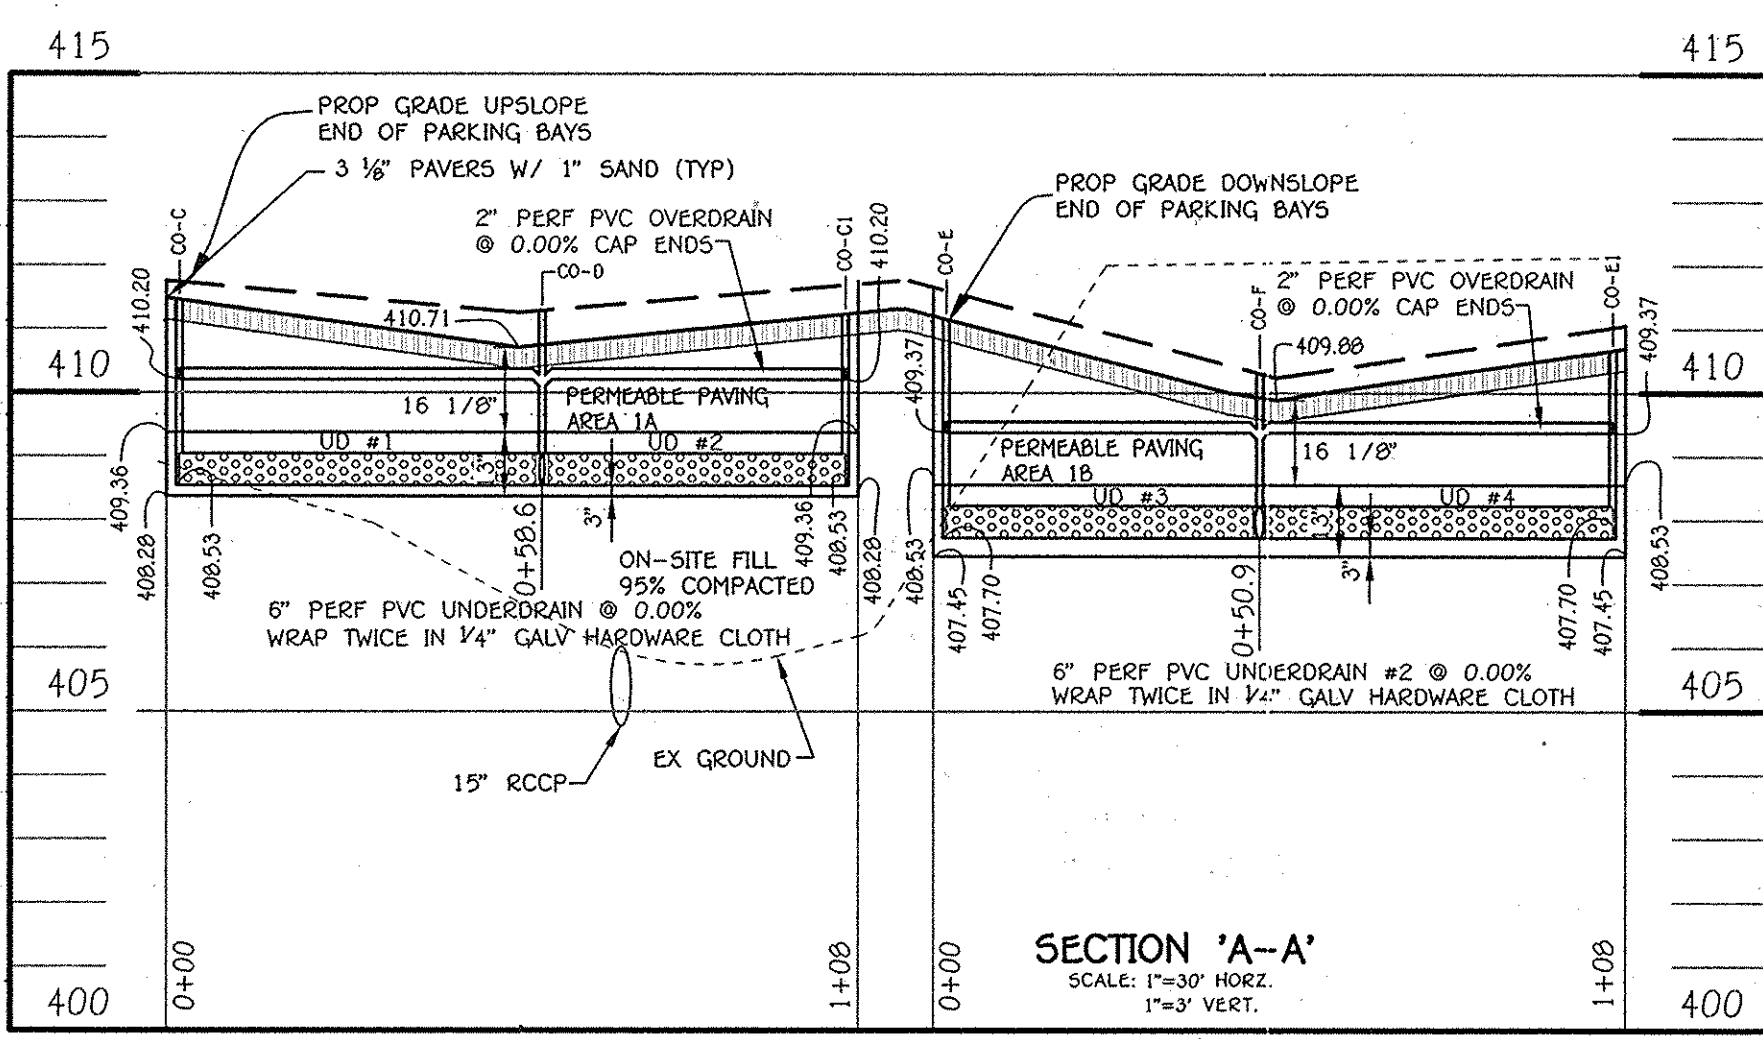 415
415
PROP GRADE UPSLOPE
END OF PARKING BAYS
3 ⅛" PAVERS W/ 1" SAND (TYP)
2" PERF PVC OVERDRAIN
@ 0.00% CAP ENDS
PROP GRADE DOWNSLOPE
END OF PARKING BAYS
2" PERF PVC OVERDRAIN
@ 0.00% CAP ENDS
CO-C
CO-D
CO-C1
CO-E
CO-F
CO-E1
410.20
410.71
410.20
409.37
409.88
409.37
410
410
16 1/8"
PERMEABLE PAVING
AREA 1A
UD #1
UD #2
13"
3"
PERMEABLE PAVING
AREA 1B
16 1/8"
UD #3
UD #4
13"
3"
409.36
408.28
408.53
0+58.6
409.36
408.53
408.28
408.53
407.45
407.70
0+50.9
407.70
407.45
408.53
ON-SITE FILL
95% COMPACTED
6" PERF PVC UNDERDRAIN @ 0.00%
WRAP TWICE IN ¼" GALV HARDWARE CLOTH
6" PERF PVC UNDERDRAIN #2 @ 0.00%
WRAP TWICE IN ¼" GALV HARDWARE CLOTH
405
405
EX GROUND
15" RCCP
SECTION 'A--A'
SCALE: 1"=30' HORZ.
1"=3' VERT.
0+00
1+08
0+00
1+08
400
400